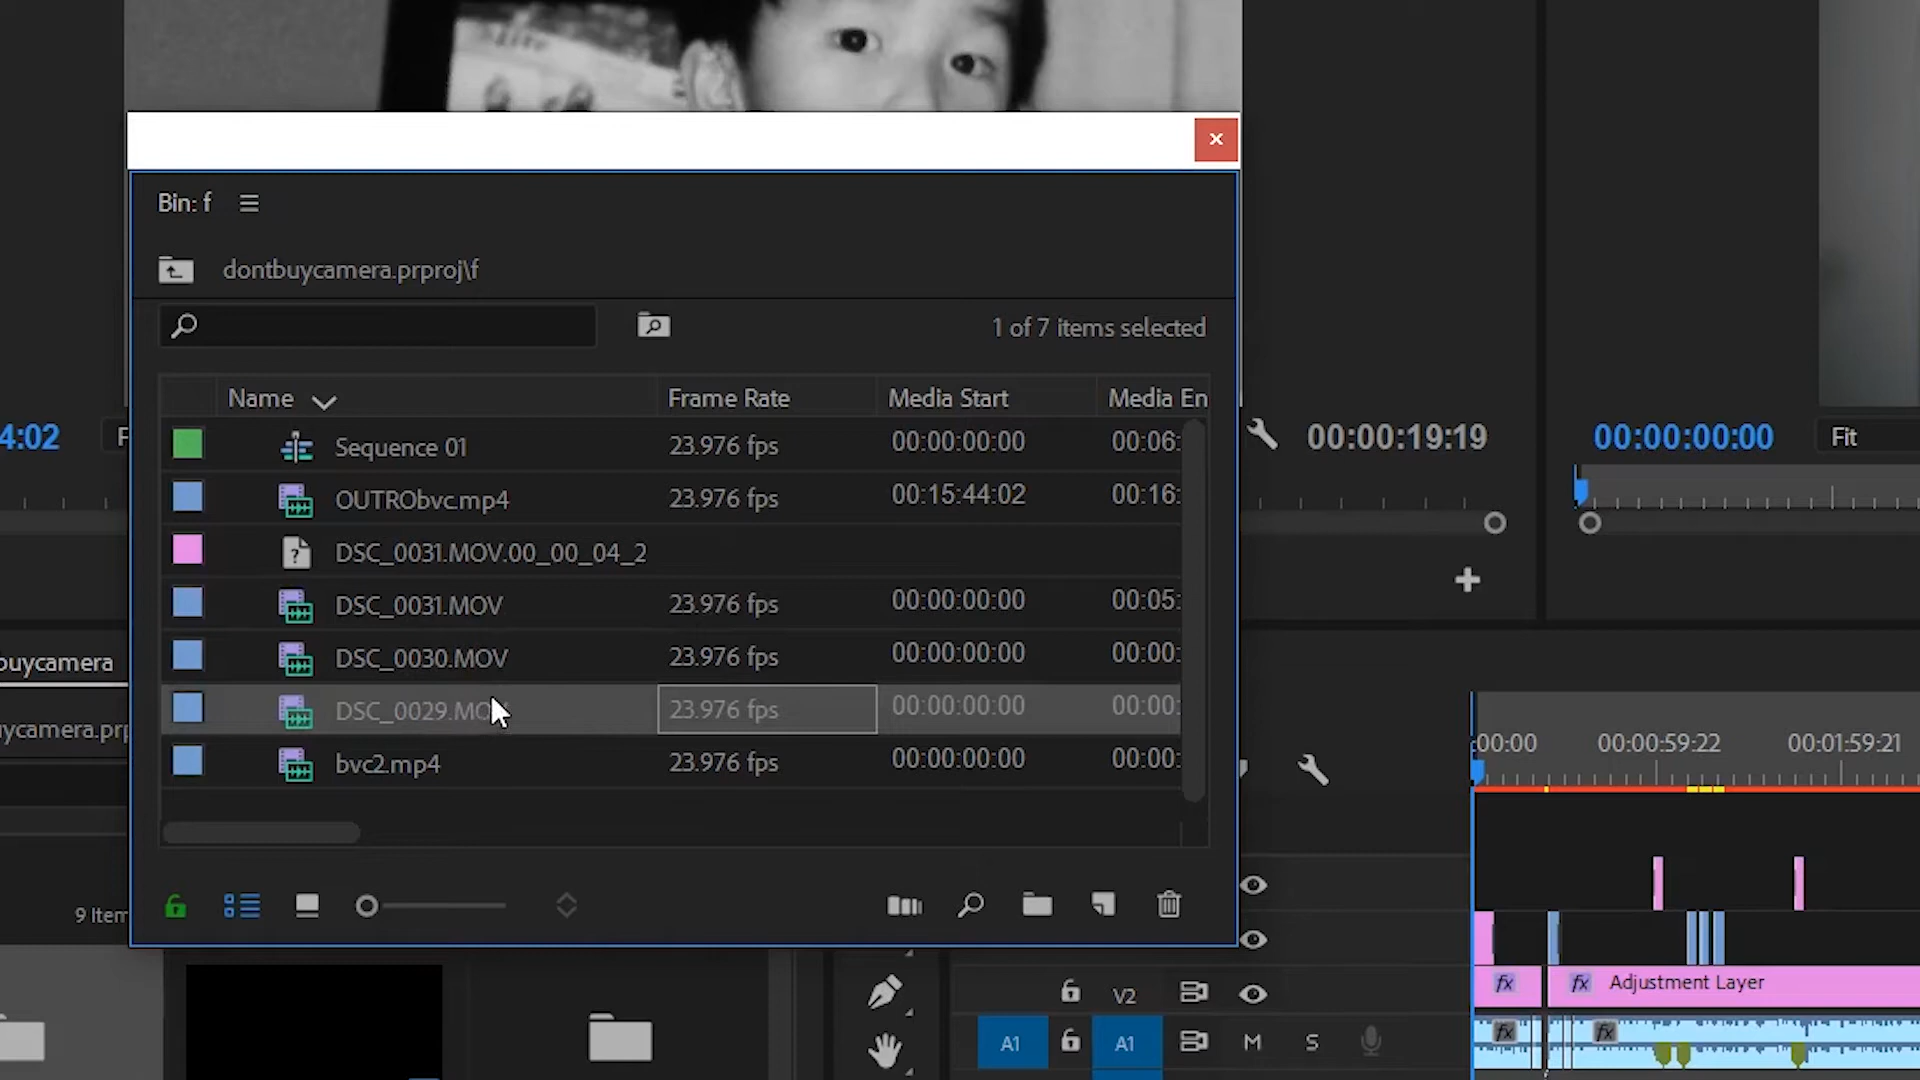 Bin: f
dontbuycamera.prproj\f
1 of 7 items selected
Name Frame Rate Media Start Media En
Sequence 01 23.976 fps 00:00:00:00 00:06:
OUTRObvc.mp4 23.976 fps 00:15:44:02 00:16:
DSC_0031.MOV.00_00_04_2
DSC_0031.MOV 23.976 fps 00:00:00:00 00:05:
DSC_0030.MOV 23.976 fps 00:00:00:00 00:00:
DSC_0029.MO 23.976 fps 00:00:00:00 00:00:
bvc2.mp4 23.976 fps 00:00:00:00 00:00:
4:02 F
00:00:19:19 00:00:00:00 Fit
buycamera
ycamera.prp
9 Item
:00:00 00:00:59:22 00:01:59:21
fx fx Adjustment Layer
V2
fx fx
A1 A1 M S